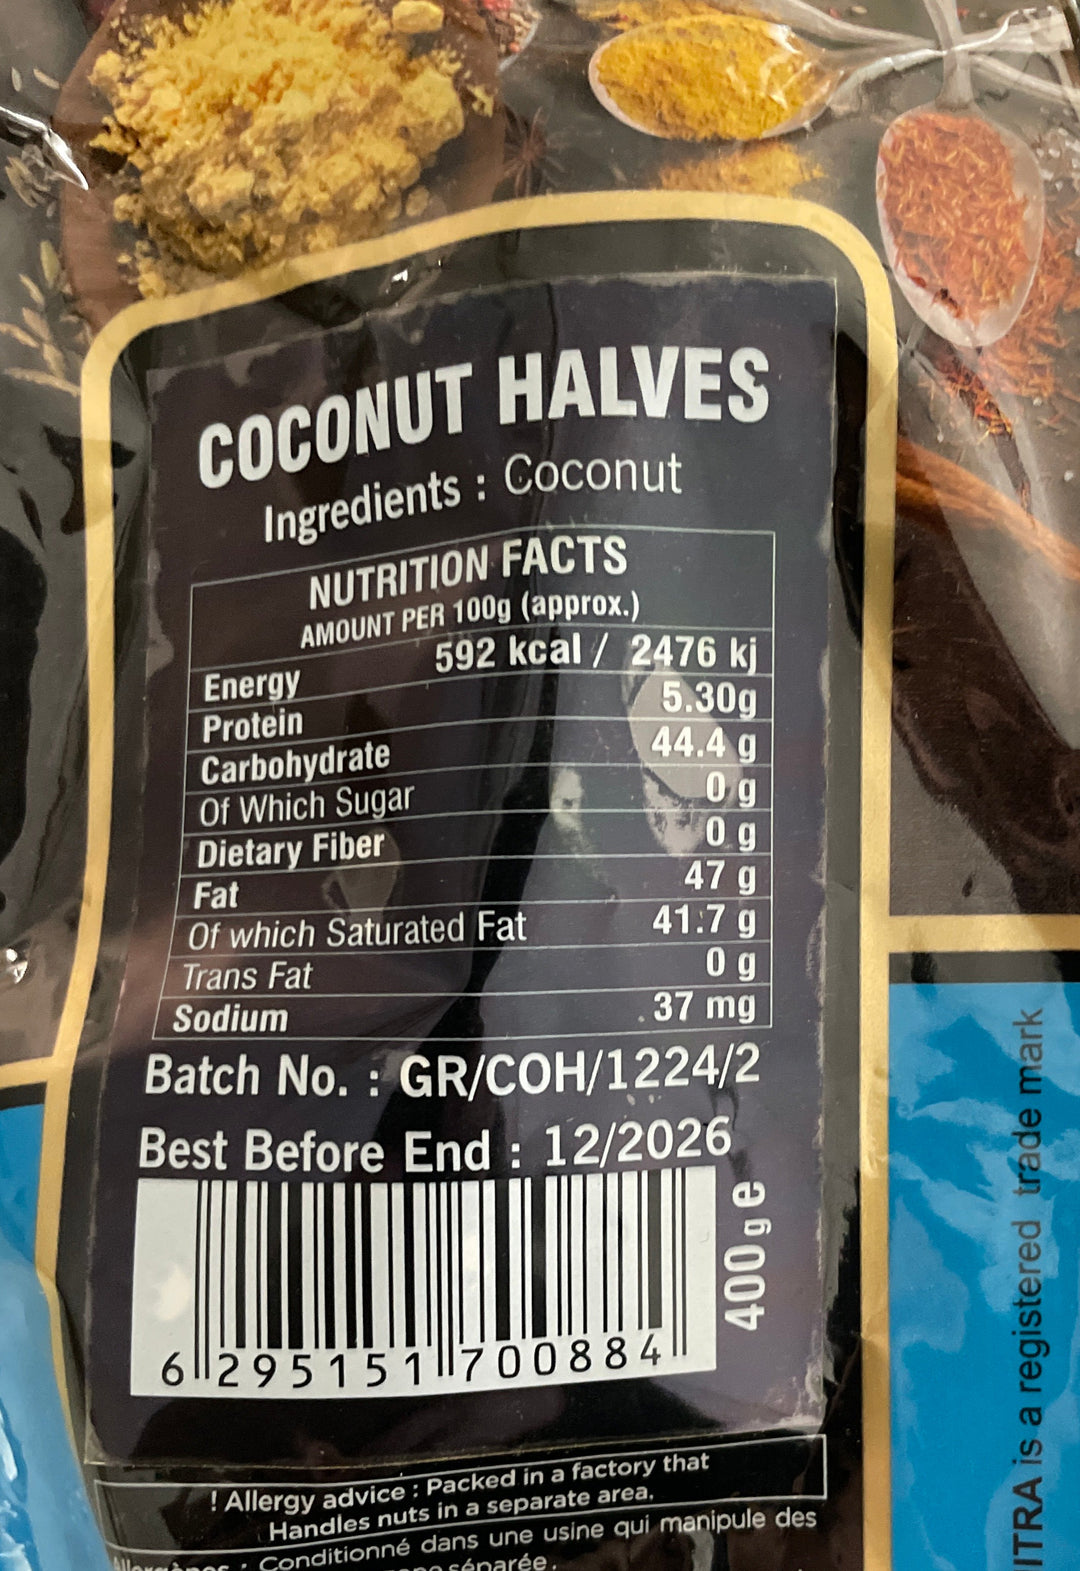 COCONUT HALVES
Ingredients : Coconut
NUTRITION FACTS
AMOUNT PER 100g (approx.)
Energy 592 kcal / 2476 kj
Protein 5.30g
Carbohydrate 44.4 g
Of Which Sugar 0 g
Dietary Fiber 0 g
Fat 47 g
Of which Saturated Fat 41.7 g
Trans Fat 0 g
Sodium 37 mg
Batch No. : GR/COH/1224/2
Best Before End : 12/2026
400g e
6 295151 700884
! Allergy advice : Packed in a factory that
Handles nuts in a separate area.
: Conditionné dans une usine qui manipule des
séparée.
ITRA is a registered trade mark